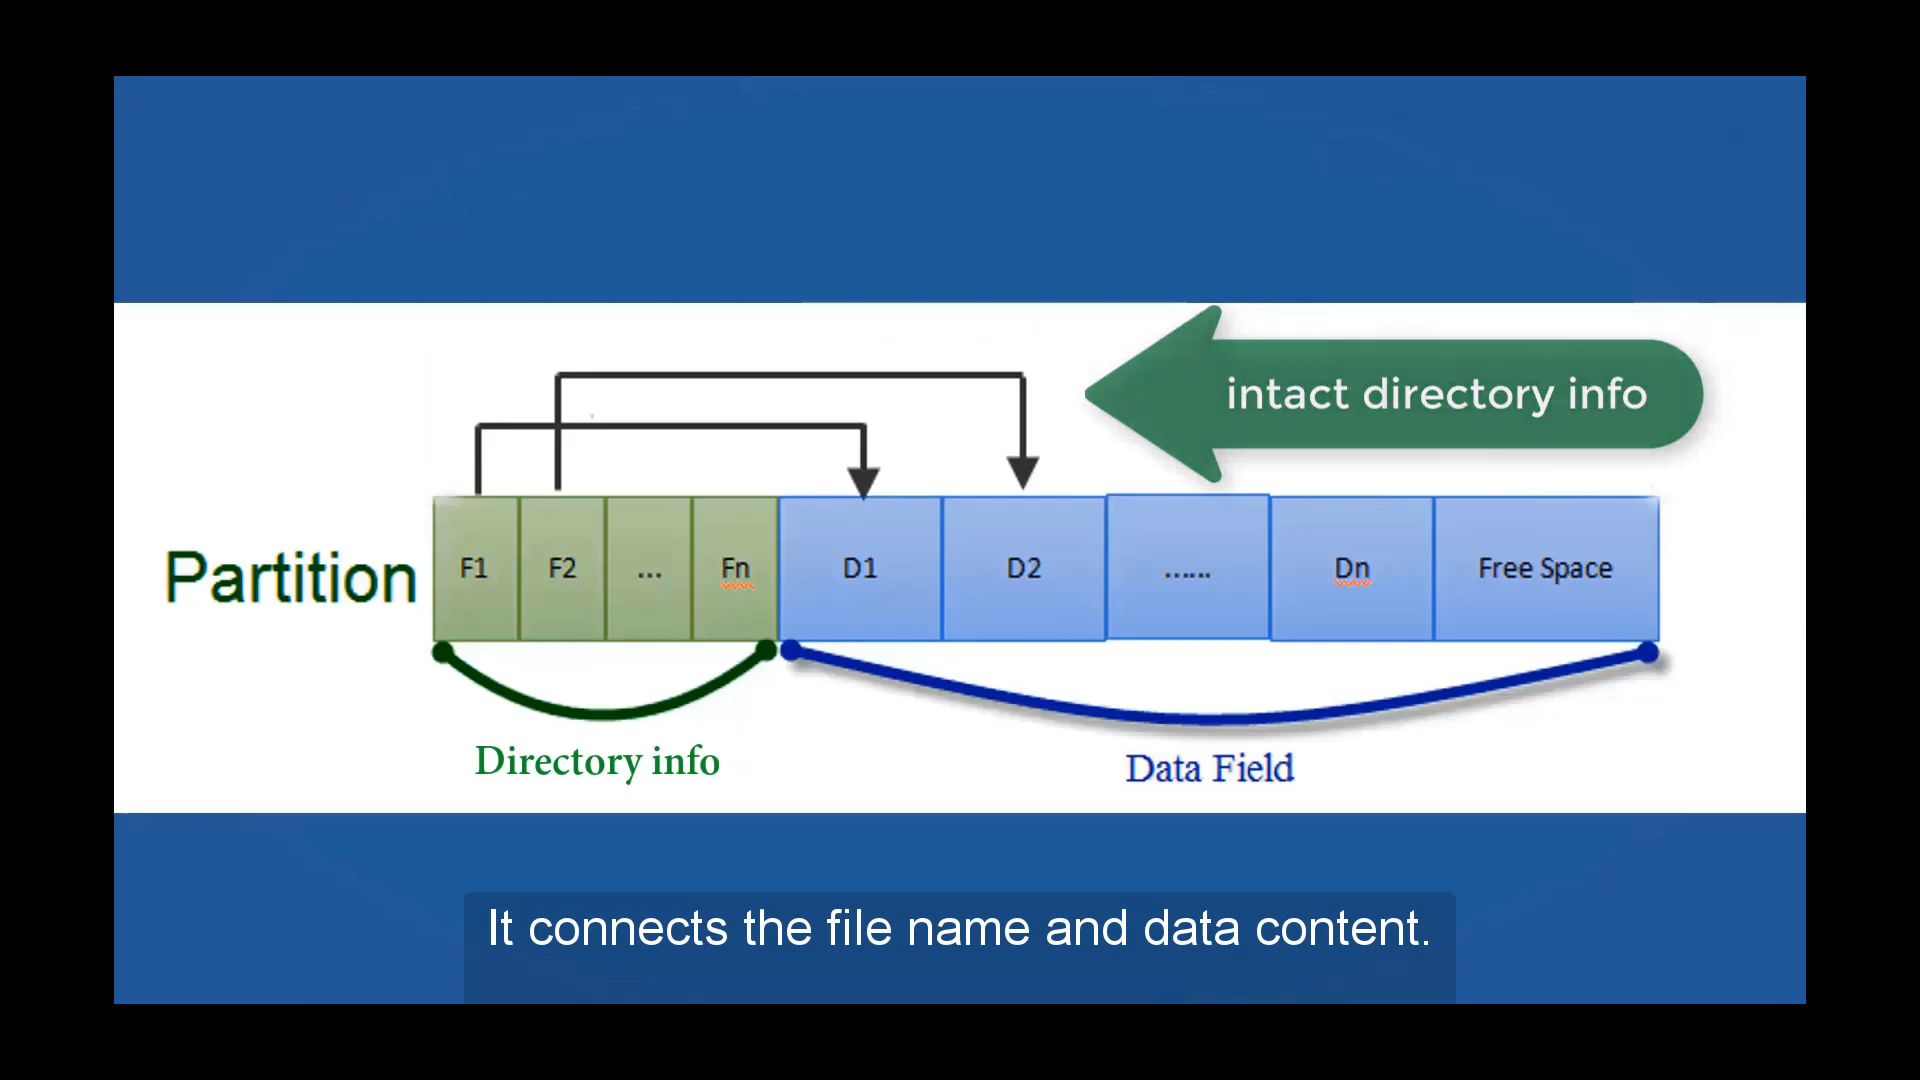 intact directory info
Partition
F1 F2 ... Fn D1 D2 ...... Dn Free Space
Directory info
Data Field
It connects the file name and data content.